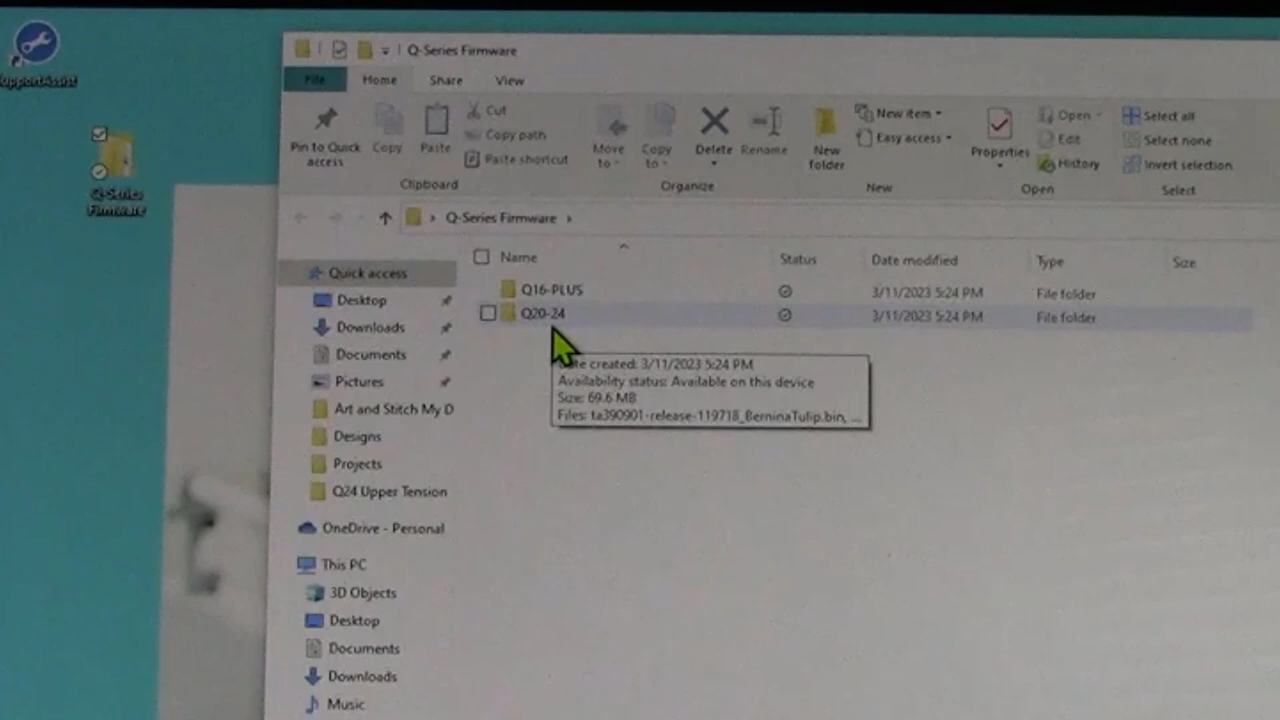 SupportAssist
Q-Series
Firmware
Q-Series Firmware
File
Home
Share
View
Pin to Quick
access
Copy
Paste
Cut
Copy path
Paste shortcut
Clipboard
Move
to
Copy
to
Delete
Rename
Organize
New
folder
New item
Easy access
New
Properties
Open
Edit
History
Open
Select all
Select none
Invert selection
Select
Q-Series Firmware
Name
Status
Date modified
Type
Size
Q16-PLUS
3/11/2023 5:24 PM
File folder
Q20-24
3/11/2023 5:24 PM
File folder
created: 3/11/2023 5:24 PM
Availability status: Available on this device
Size: 69.6 MB
Files: ta390901-release-119718_BerninaTulip.bin, ...
Quick access
Desktop
Downloads
Documents
Pictures
Art and Stitch My D
Designs
Projects
Q24 Upper Tension
OneDrive - Personal
This PC
3D Objects
Desktop
Documents
Downloads
Music